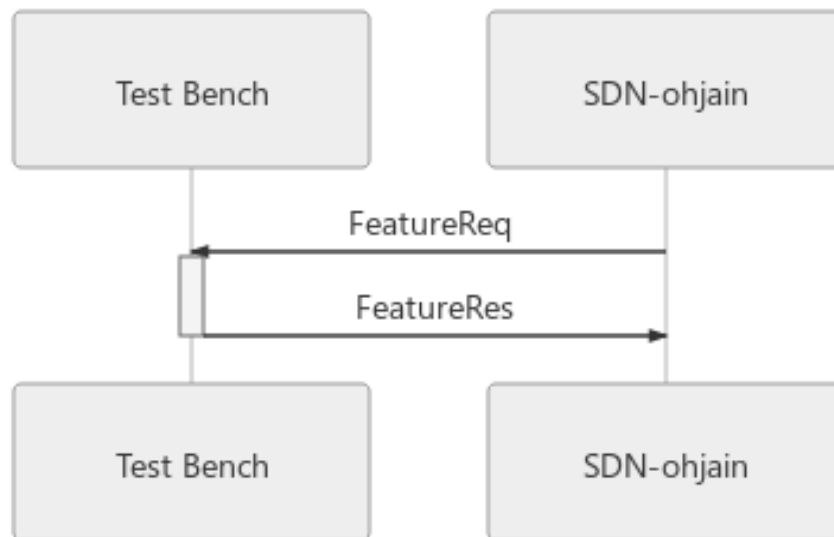 Test Bench
SDN-ohjain
FeatureReq
FeatureRes
Test Bench
SDN-ohjain